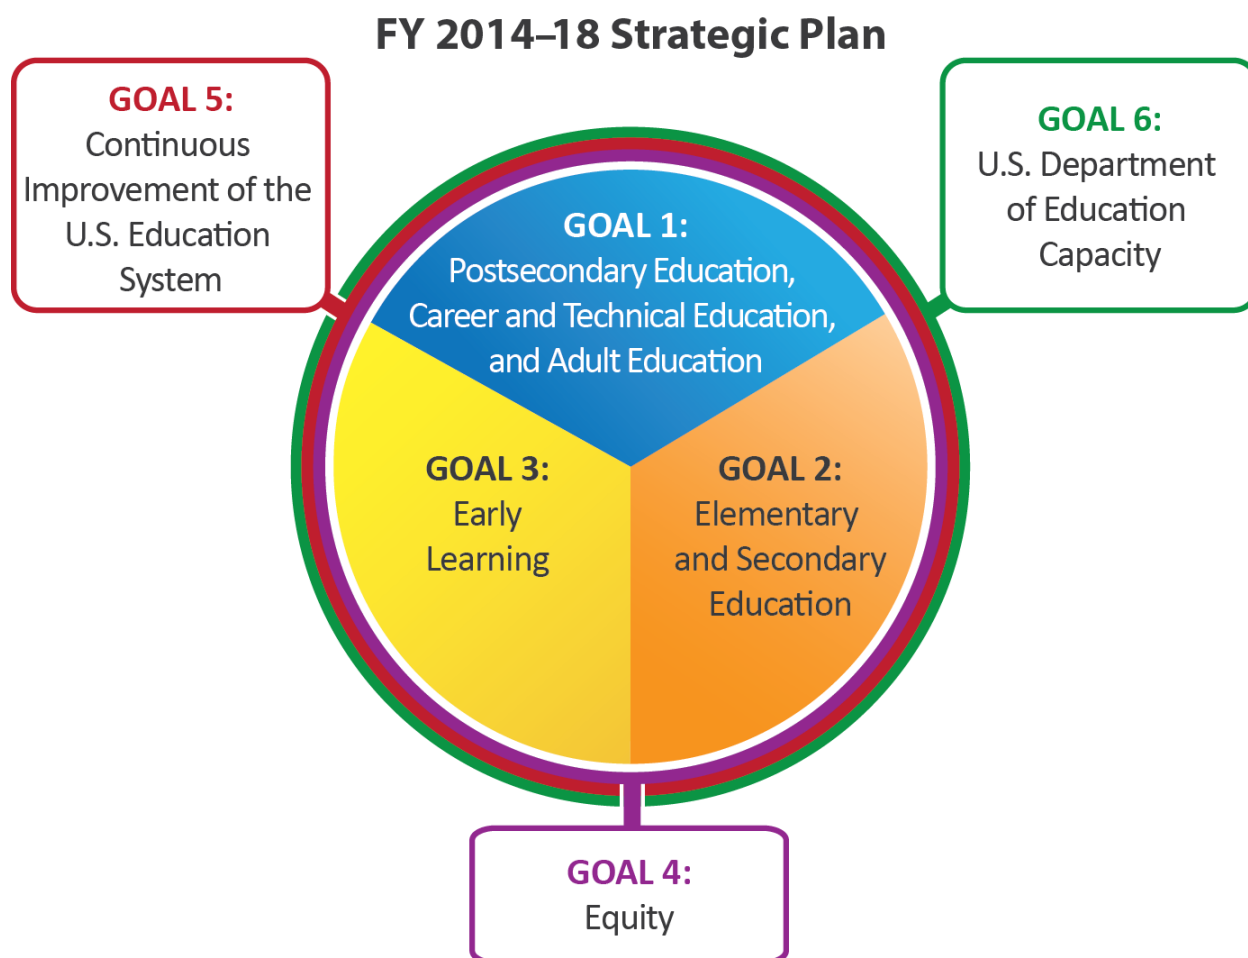 FY 2014–18 Strategic Plan
GOAL 5:
Continuous
Improvement of the
U.S. Education
System
GOAL 6:
U.S. Department
of Education
Capacity
GOAL 1:
Postsecondary Education,
Career and Technical Education,
and Adult Education
GOAL 3:
Early
Learning
GOAL 2:
Elementary
and Secondary
Education
GOAL 4:
Equity